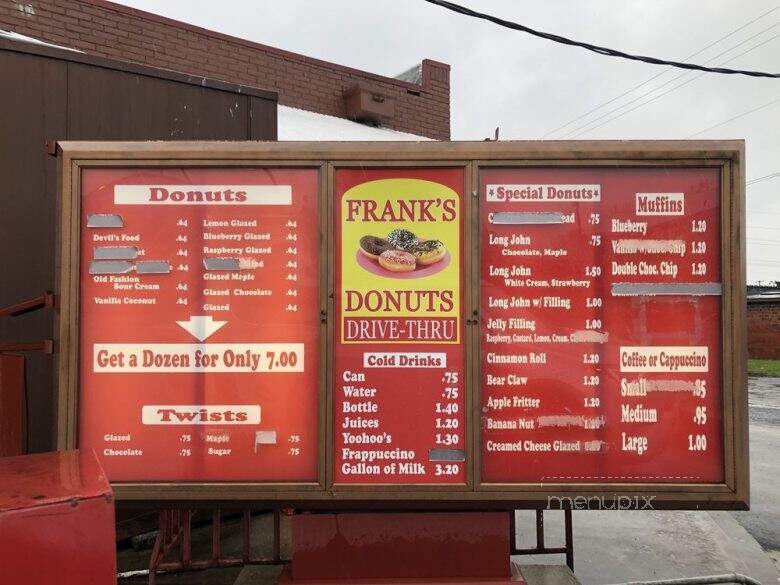 Donuts
.64
Devil's Food .64
.64
.64
Old Fashion
Sour Cream .64
Vanilla Coconut .64
Lemon Glazed .64
Blueberry Glazed .64
Raspberry Glazed .64
.64
Glazed Maple .64
Glazed Chocolate .64
Glazed .64
Get a Dozen for Only 7.00
Twists
Glazed .75
Chocolate .75
Maple .75
Sugar .75
FRANK'S
DONUTS
DRIVE-THRU
Cold Drinks
Can .75
Water .75
Bottle 1.40
Juices 1.20
Yoohoo's 1.30
Frappuccino
Gallon of Milk 3.20
* Special Donuts *
.75
Long John .75
Chocolate, Maple
Long John 1.50
White Cream, Strawberry
Long John w/ Filling 1.00
Jelly Filling 1.00
Raspberry, Custard, Lemon, Cream,
Cinnamon Roll 1.20
Bear Claw 1.20
Apple Fritter 1.20
Banana Nut 1.20
Creamed Cheese Glazed
Muffins
Blueberry 1.20
Vanilla w/Choc. Chip 1.20
Double Choc. Chip 1.20
Coffee or Cappuccino
Small .85
Medium .95
Large 1.00
menupix